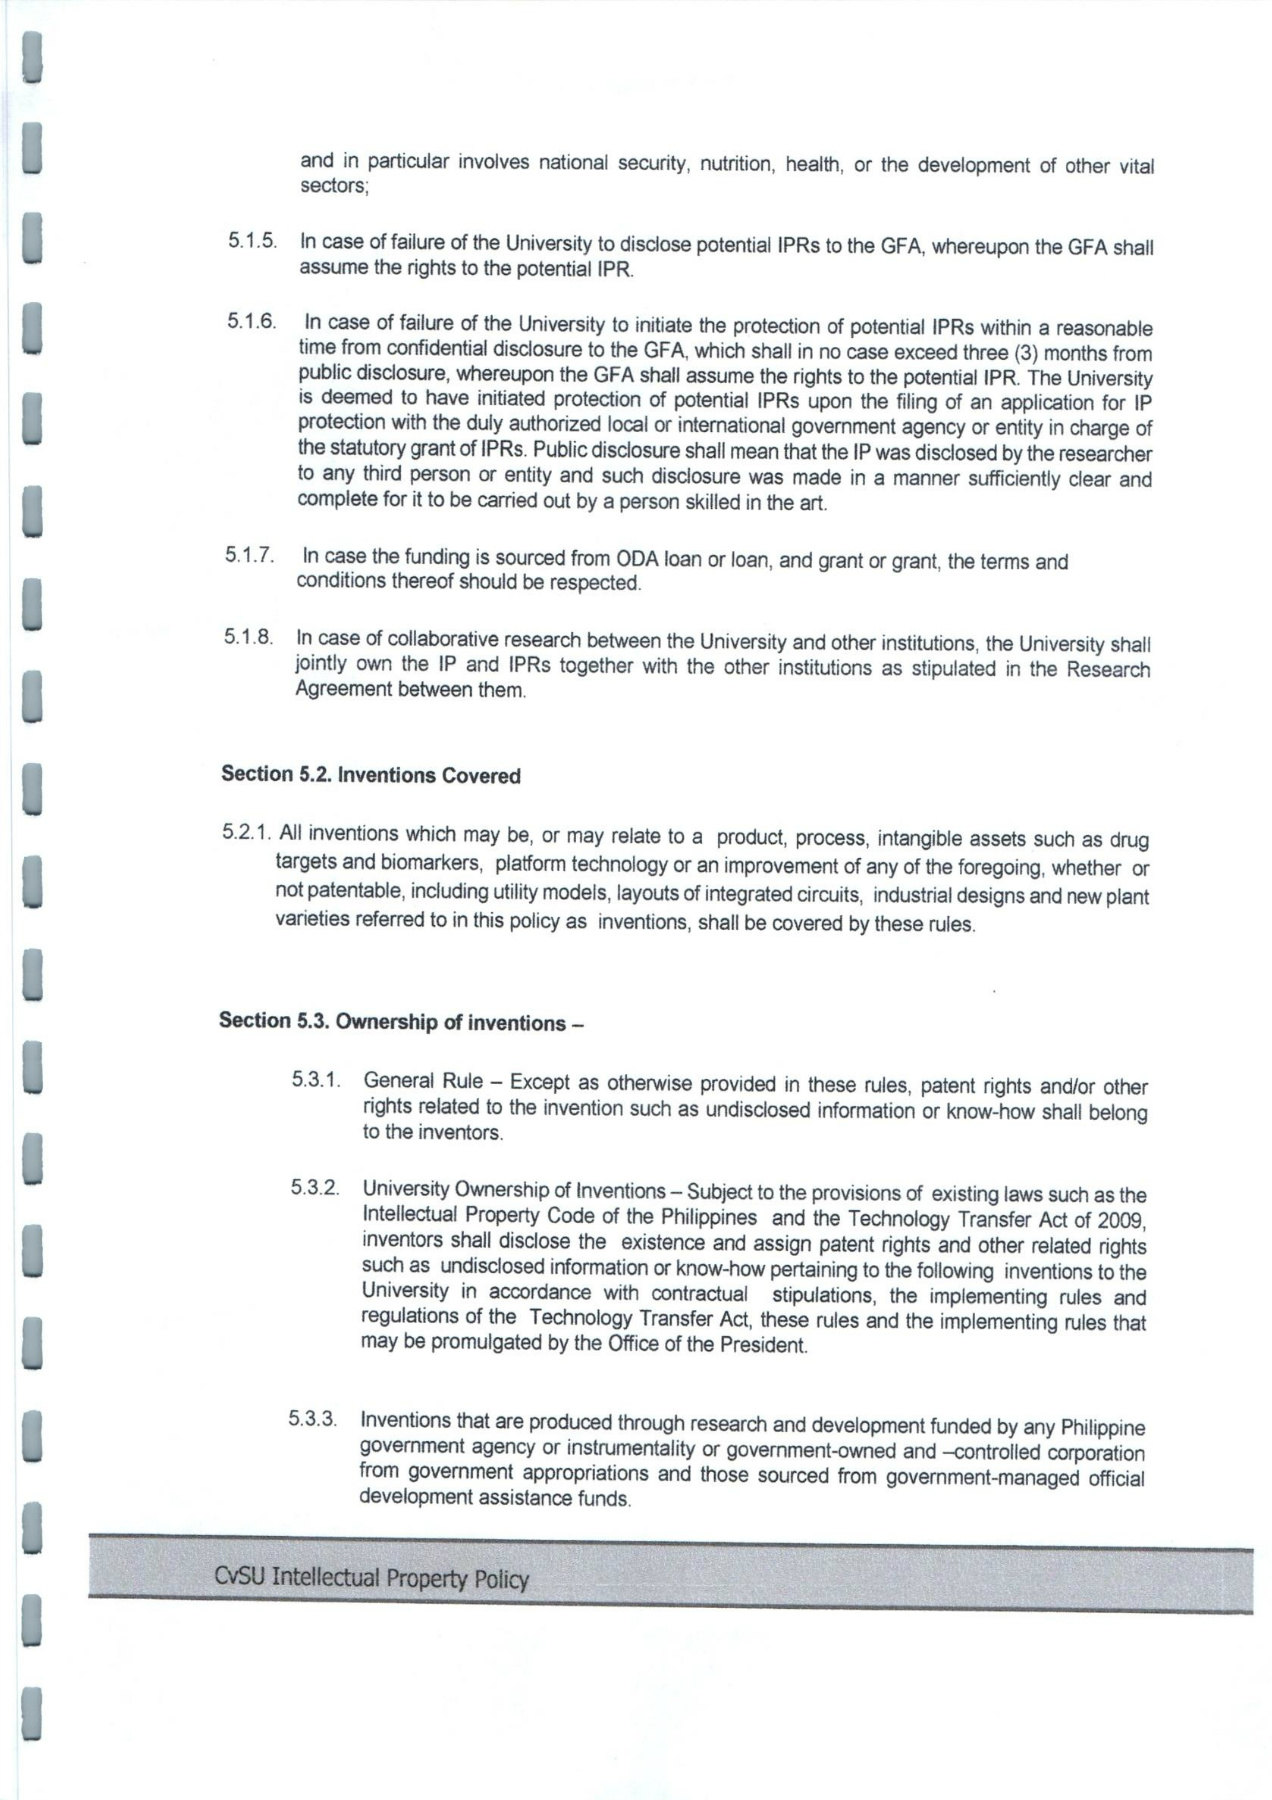 and in particular involves national security, nutrition, health, or the development of other vital
sectors;
5.1.5. In case of failure of the University to disclose potential IPRs to the GFA, whereupon the GFA shall
assume the rights to the potential IPR.
5.1.6. In case of failure of the University to initiate the protection of potential IPRs within a reasonable
time from confidential disclosure to the GFA, which shall in no case exceed three (3) months from
public disclosure, whereupon the GFA shall assume the rights to the potential IPR. The University
is deemed to have initiated protection of potential IPRs upon the filing of an application for IP
protection with the duly authorized local or international government agency or entity in charge of
the statutory grant of IPRs. Public disclosure shall mean that the IP was disclosed by the researcher
to any third person or entity and such disclosure was made in a manner sufficiently clear and
complete for it to be carried out by a person skilled in the art.
5.1.7. In case the funding is sourced from ODA loan or loan, and grant or grant, the terms and
conditions thereof should be respected.
5.1.8. In case of collaborative research between the University and other institutions, the University shall
jointly own the IP and IPRs together with the other institutions as stipulated in the Research
Agreement between them.
Section 5.2. Inventions Covered
5.2.1. All inventions which may be, or may relate to a product, process, intangible assets such as drug
targets and biomarkers, platform technology or an improvement of any of the foregoing, whether or
not patentable, including utility models, layouts of integrated circuits, industrial designs and new plant
varieties referred to in this policy as inventions, shall be covered by these rules.
Section 5.3. Ownership of inventions –
5.3.1. General Rule – Except as otherwise provided in these rules, patent rights and/or other
rights related to the invention such as undisclosed information or know-how shall belong
to the inventors.
5.3.2. University Ownership of Inventions – Subject to the provisions of existing laws such as the
Intellectual Property Code of the Philippines and the Technology Transfer Act of 2009,
inventors shall disclose the existence and assign patent rights and other related rights
such as undisclosed information or know-how pertaining to the following inventions to the
University in accordance with contractual stipulations, the implementing rules and
regulations of the Technology Transfer Act, these rules and the implementing rules that
may be promulgated by the Office of the President.
5.3.3. Inventions that are produced through research and development funded by any Philippine
government agency or instrumentality or government-owned and –controlled corporation
from government appropriations and those sourced from government-managed official
development assistance funds.
CvSU Intellectual Property Policy